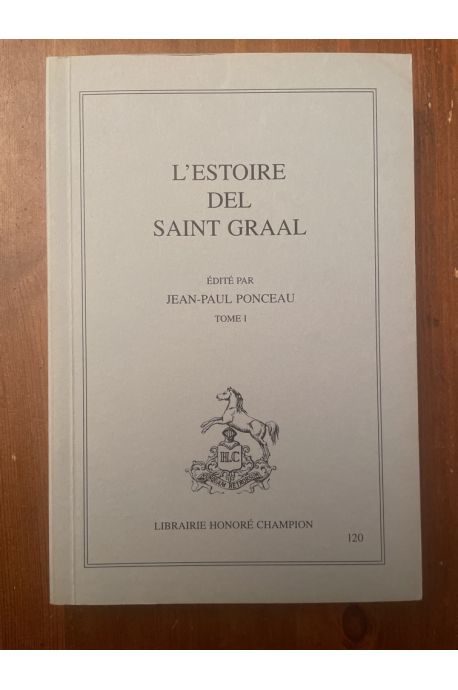 L'ESTOIRE
DEL
SAINT GRAAL
ÉDITÉ PAR
JEAN-PAUL PONCEAU
TOME I
H.C
LIBRAIRIE HONORÉ CHAMPION
120